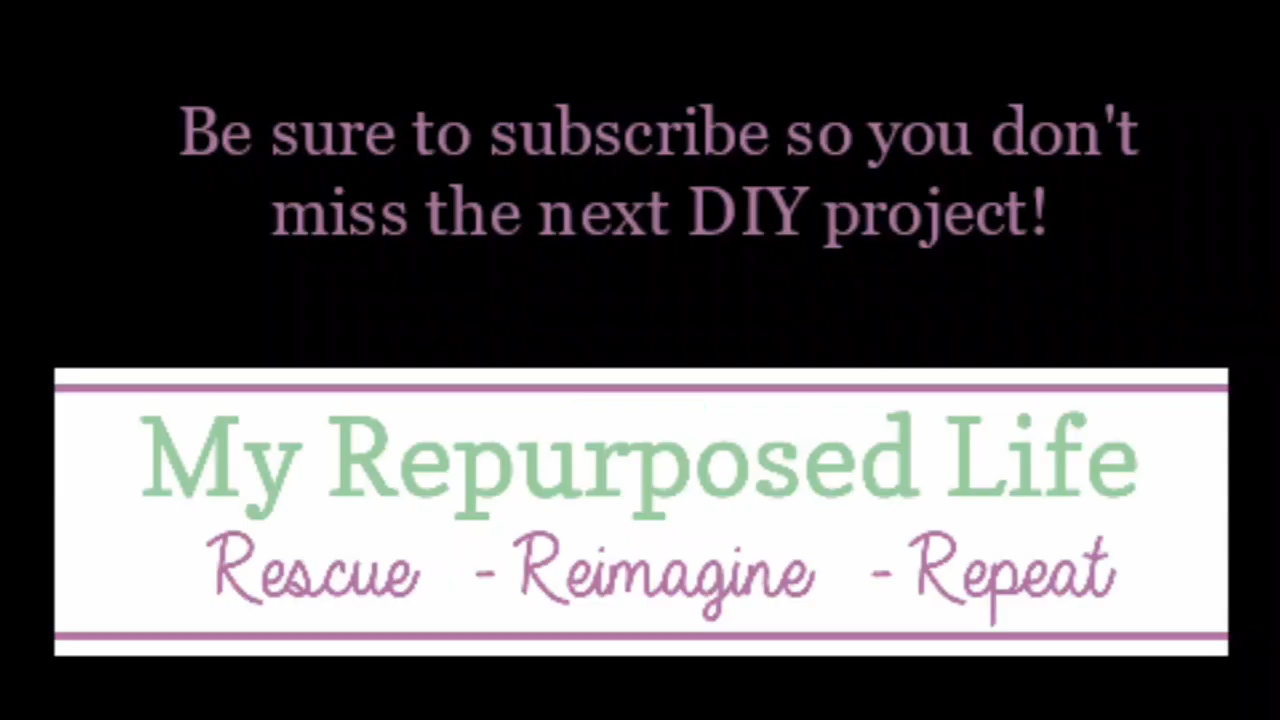 Be sure to subscribe so you don't
miss the next DIY project!
My Repurposed Life
Rescue - Reimagine - Repeat